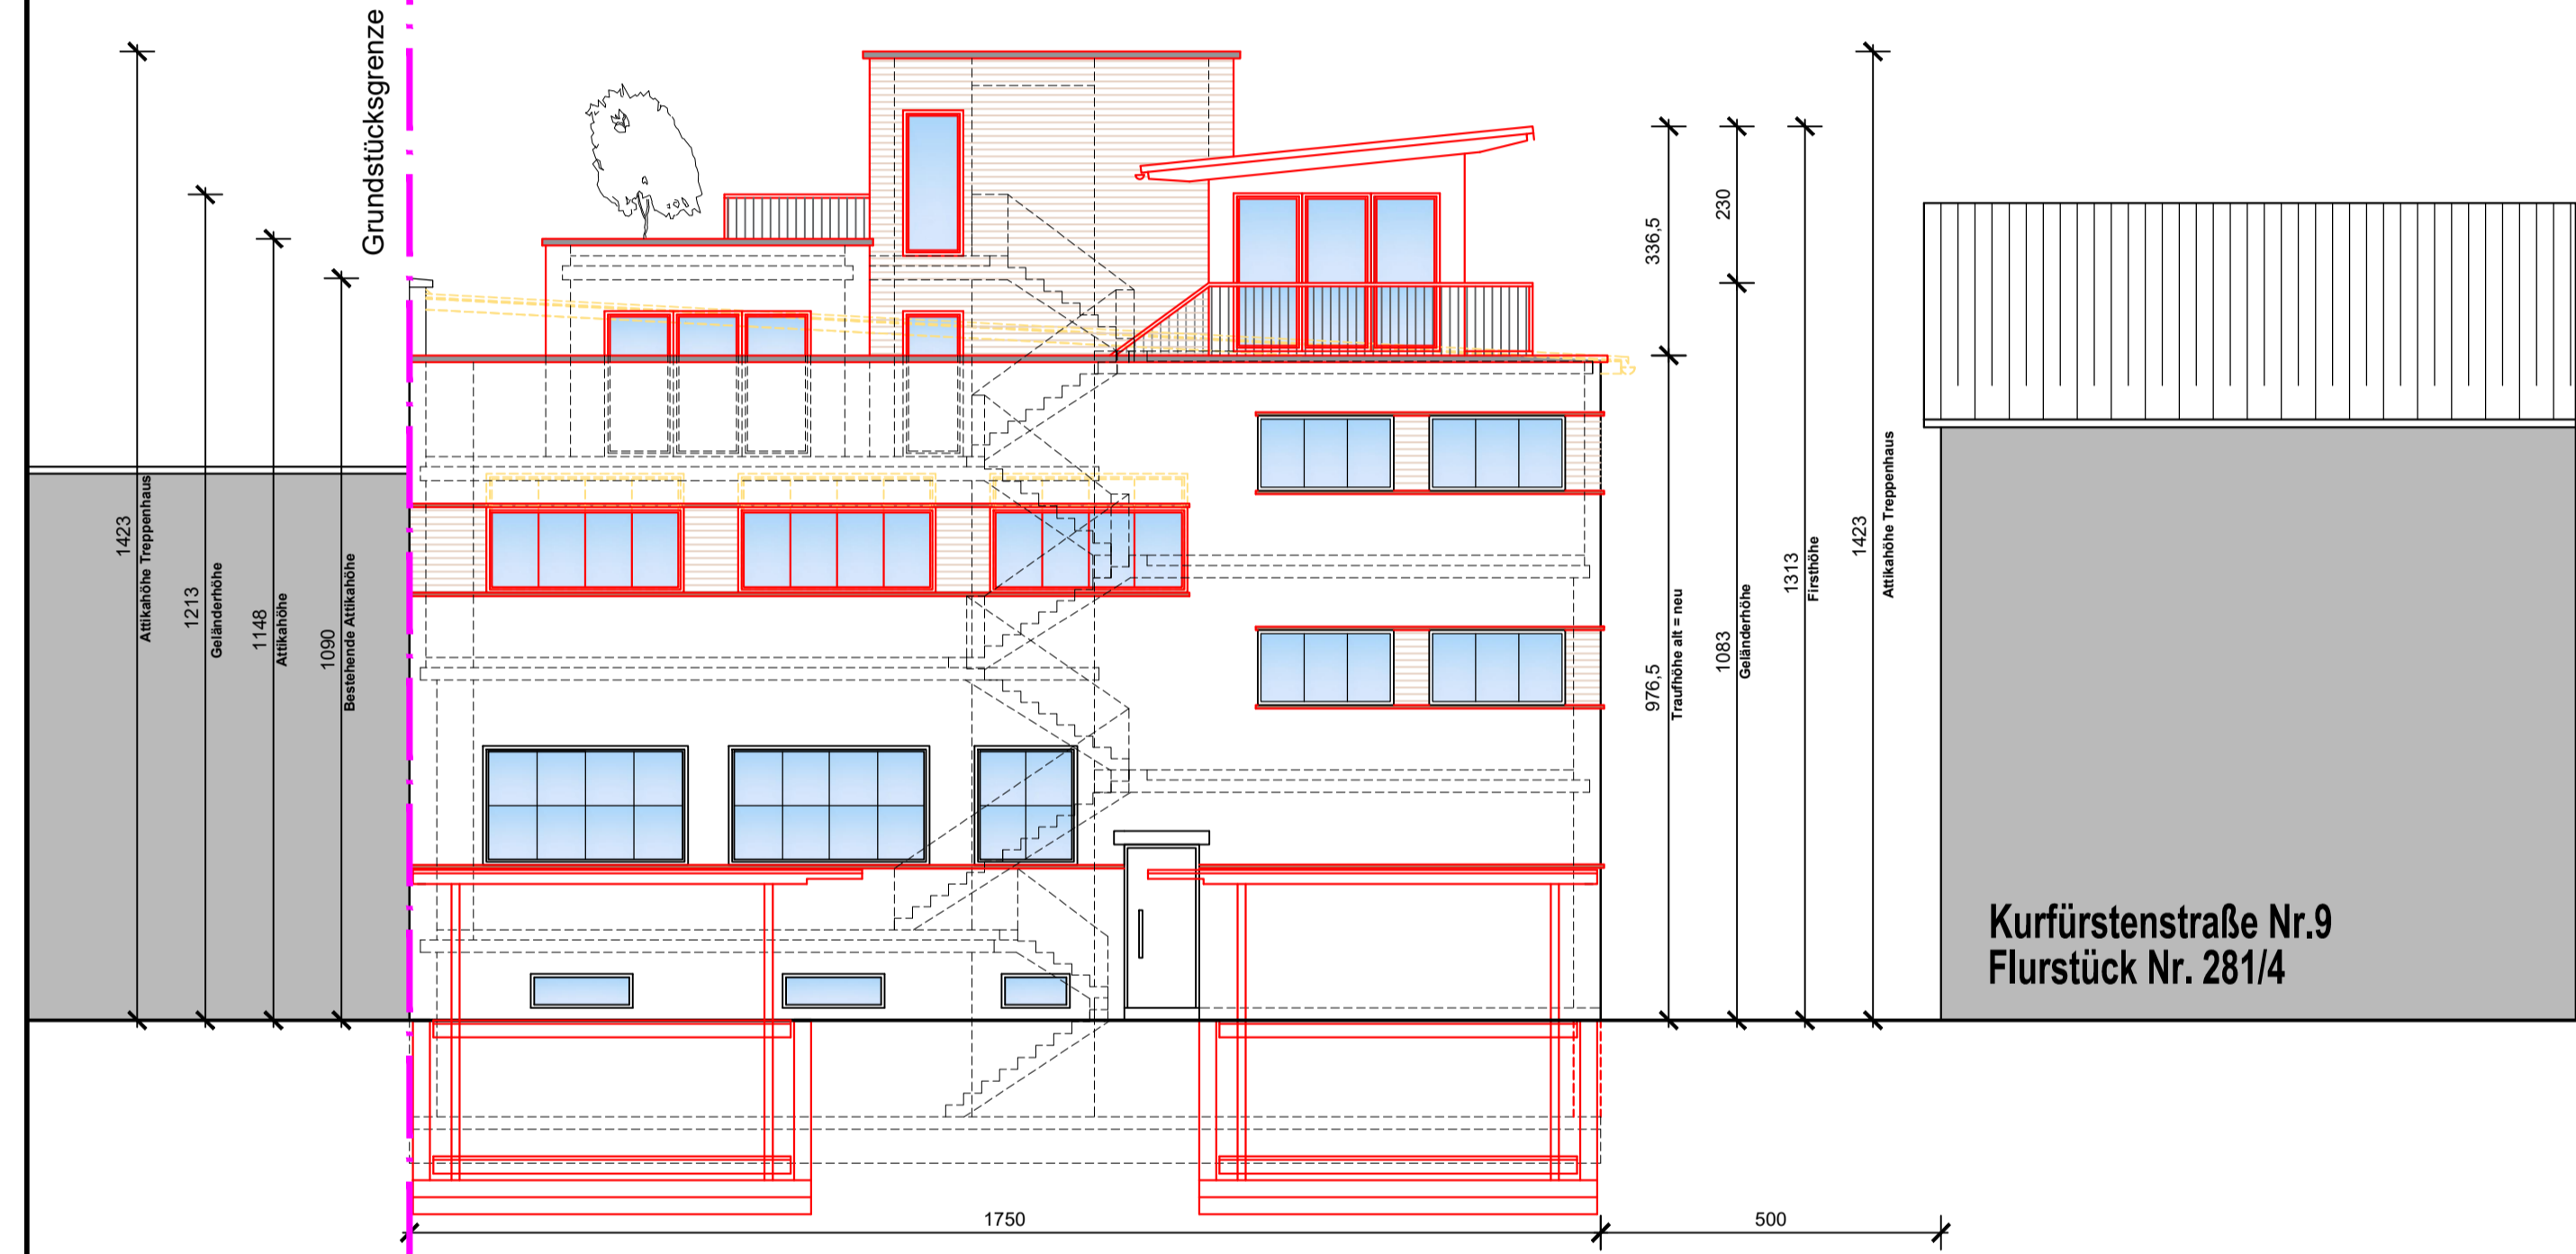 Grundstücksgrenze
1423
Attikahöhe Treppenhaus
1213
Geländerhöhe
1148
Attikahöhe
1090
Bestehende Attikahöhe
336,5
976,5
Traufhöhe alt = neu
230
1083
Geländerhöhe
1313
Firsthöhe
1423
Attikahöhe Treppenhaus
Kurfürstenstraße Nr.9
Flurstück Nr. 281/4
1750
500